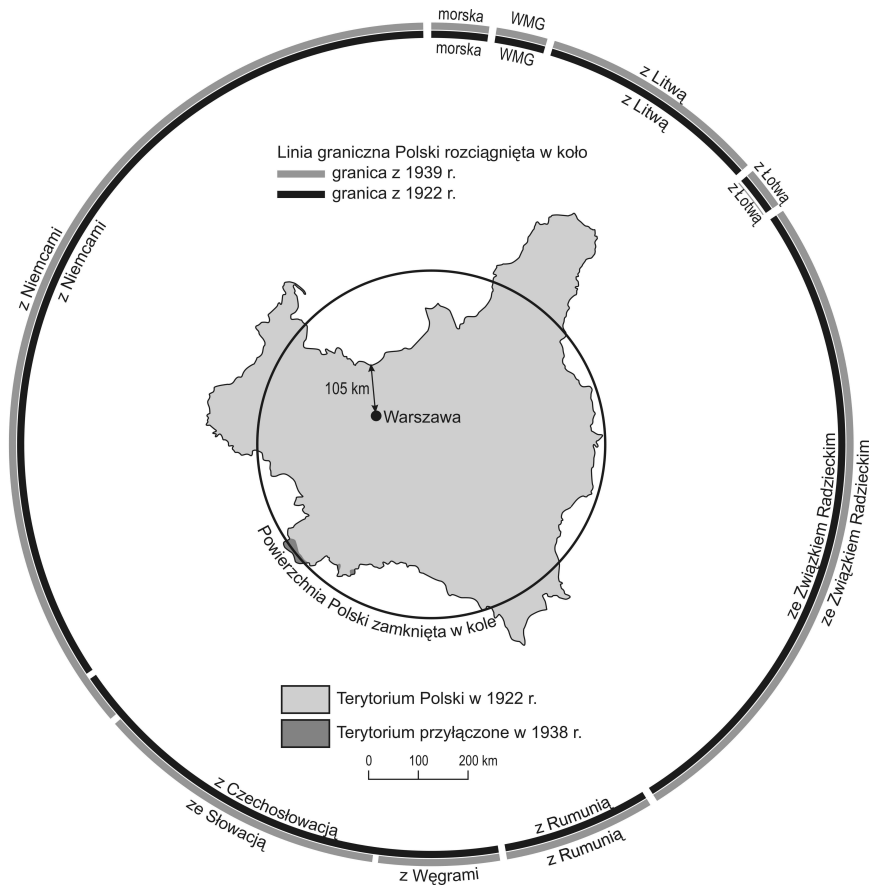 morska
WMG
morska
WMG
z Litwą
z Litwą
z Łotwą
z Łotwą
Linia graniczna Polski rozciągnięta w koło
granica z 1939 r.
granica z 1922 r.
z Niemcami
z Niemcami
105 km
Warszawa
ze Związkiem Radzieckim
ze Związkiem Radzieckim
Powierzchnia Polski zamknięta w kole
Terytorium Polski w 1922 r.
Terytorium przyłączone w 1938 r.
0 100 200 km
z Czechosłowacją
ze Słowacją
z Rumunią
z Rumunią
z Węgrami